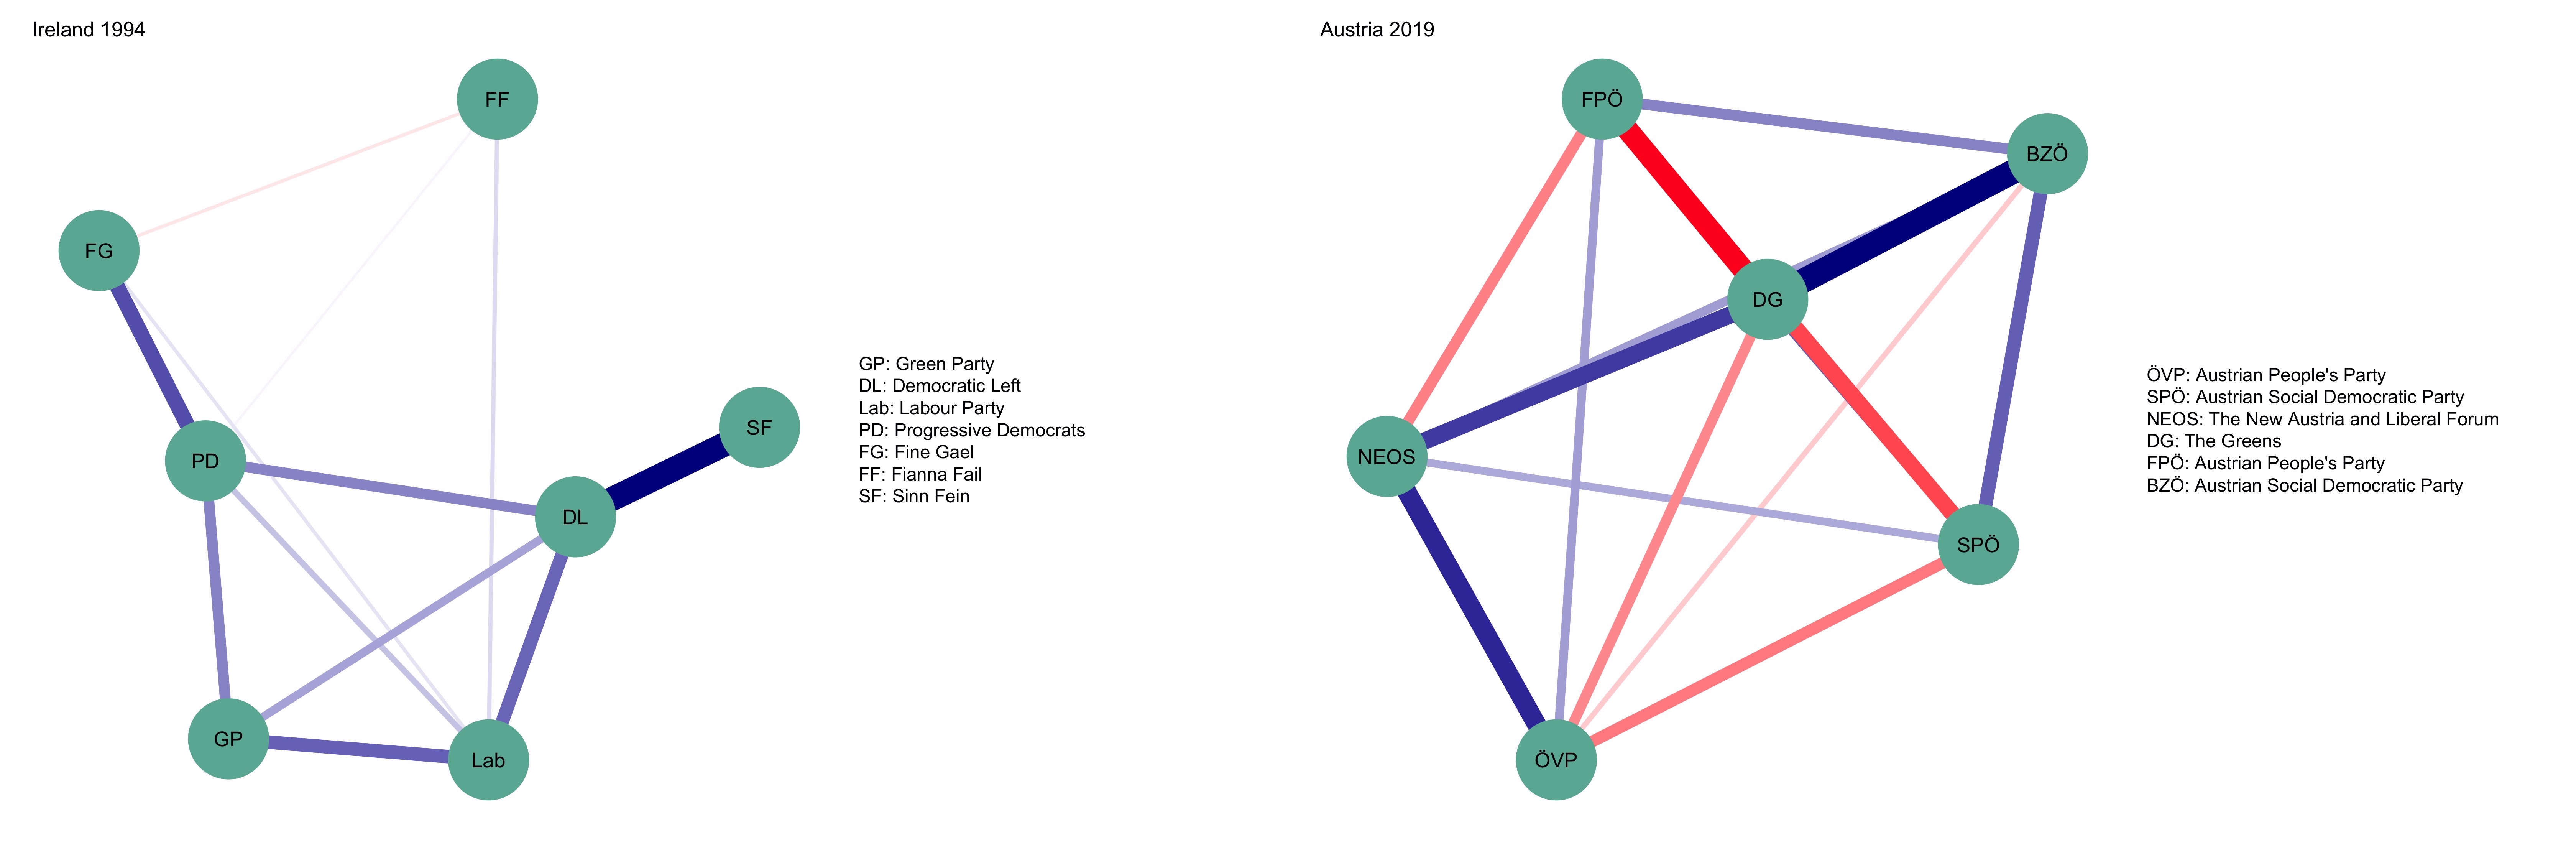 Ireland 1994
FF
FG
PD
SF
DL
GP
Lab
GP: Green Party
DL: Democratic Left
Lab: Labour Party
PD: Progressive Democrats
FG: Fine Gael
FF: Fianna Fail
SF: Sinn Fein
Austria 2019
FPÖ
BZÖ
DG
NEOS
SPÖ
ÖVP
ÖVP: Austrian People's Party
SPÖ: Austrian Social Democratic Party
NEOS: The New Austria and Liberal Forum
DG: The Greens
FPÖ: Austrian People's Party
BZÖ: Austrian Social Democratic Party